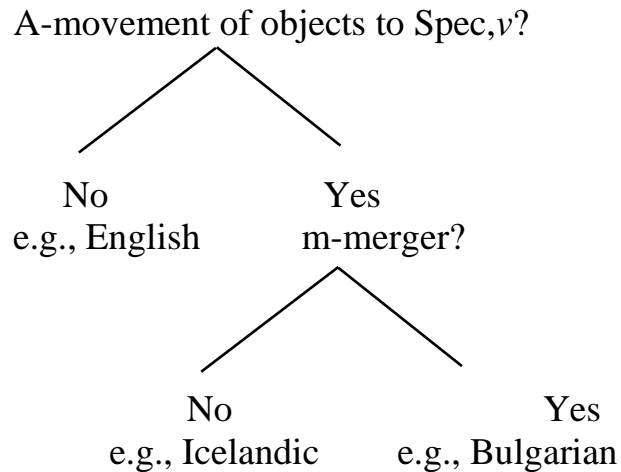 A-movement of objects to Spec,v?
No Yes
e.g., English m-merger?
No Yes
e.g., Icelandic e.g., Bulgarian